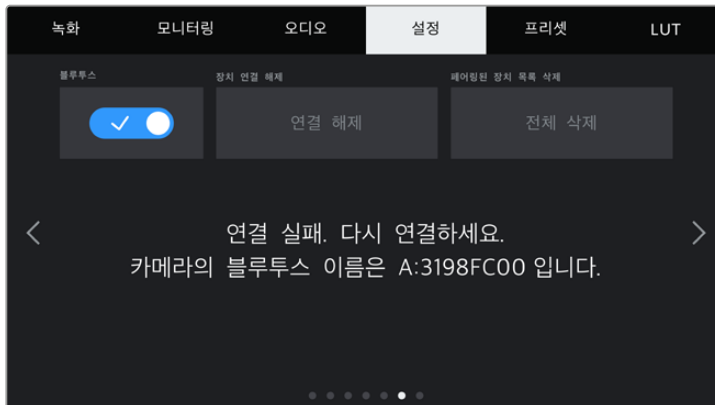 녹화 모니터링 오디오 설정 프리셋 LUT
블루투스 장치 연결 해제 페어링된 장치 목록 삭제
연결 해제 전체 삭제
연결 실패. 다시 연결하세요.
카메라의 블루투스 이름은 A:3198FC00 입니다.